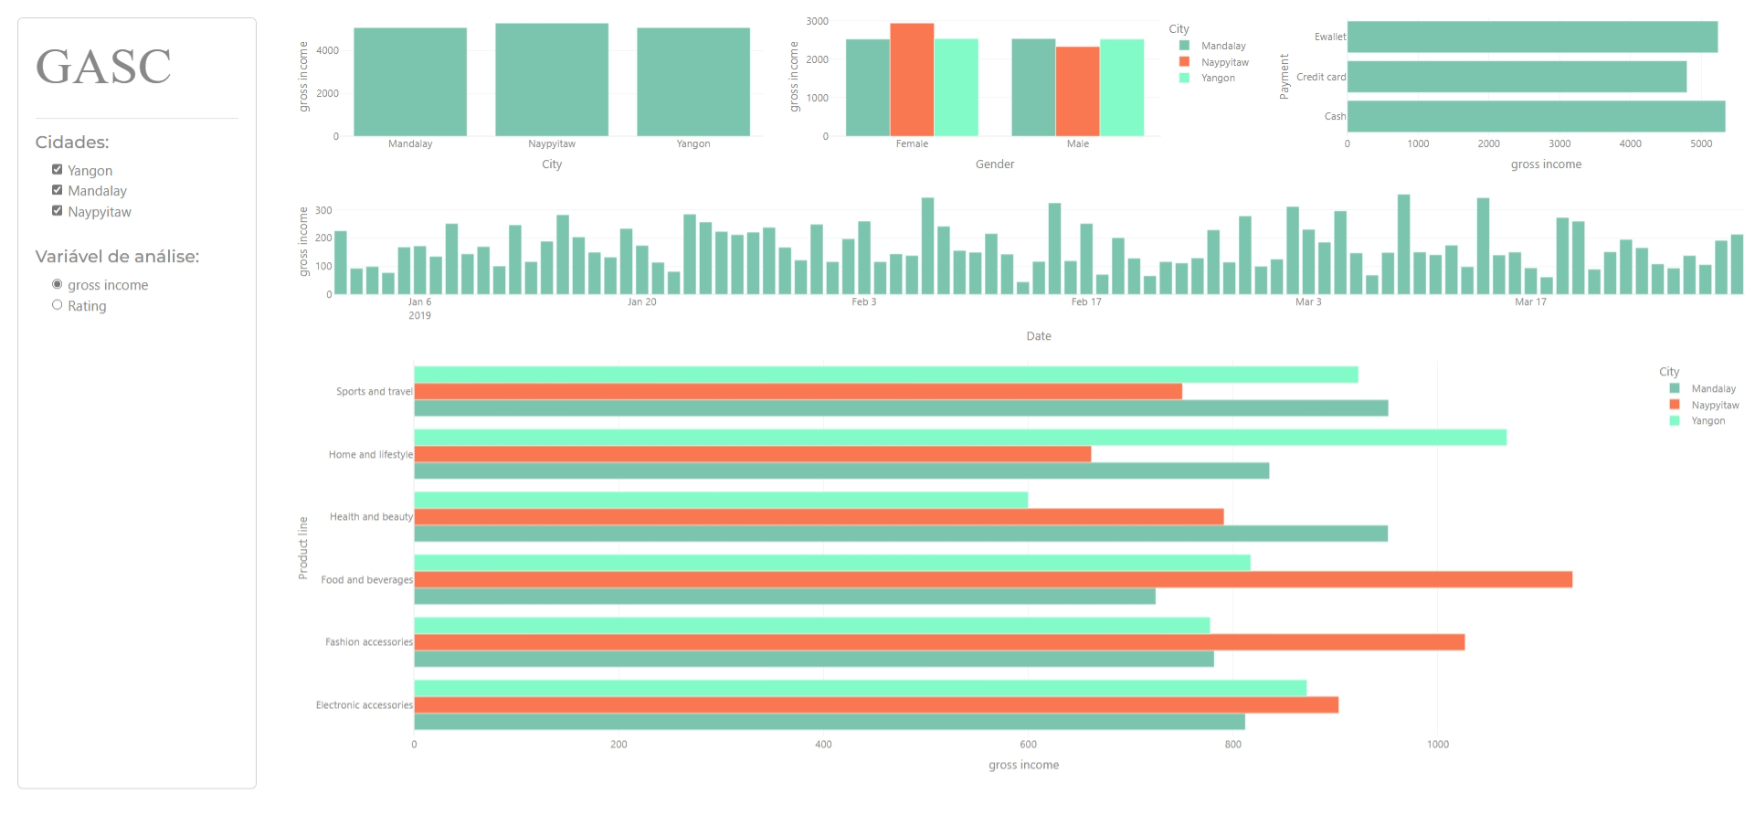 GASC
Cidades:
Yangon
Mandalay
Naypyitaw
Variável de análise:
gross income
Rating
gross income
4000
2000
0
Mandalay Naypyitaw Yangon
City
gross income
3000
2000
1000
0
Female Male
Gender
City
Mandalay
Naypyitaw
Yangon
Payment
Ewallet
Credit card
Cash
0 1000 2000 3000 4000 5000
gross income
gross income
300
200
100
0
Jan 6 Jan 20 Feb 3 Feb 17 Mar 3 Mar 17
2019
Date
Product line
Sports and travel
Home and lifestyle
Health and beauty
Food and beverages
Fashion accessories
Electronic accessories
0 200 400 600 800 1000
gross income
City
Mandalay
Naypyitaw
Yangon